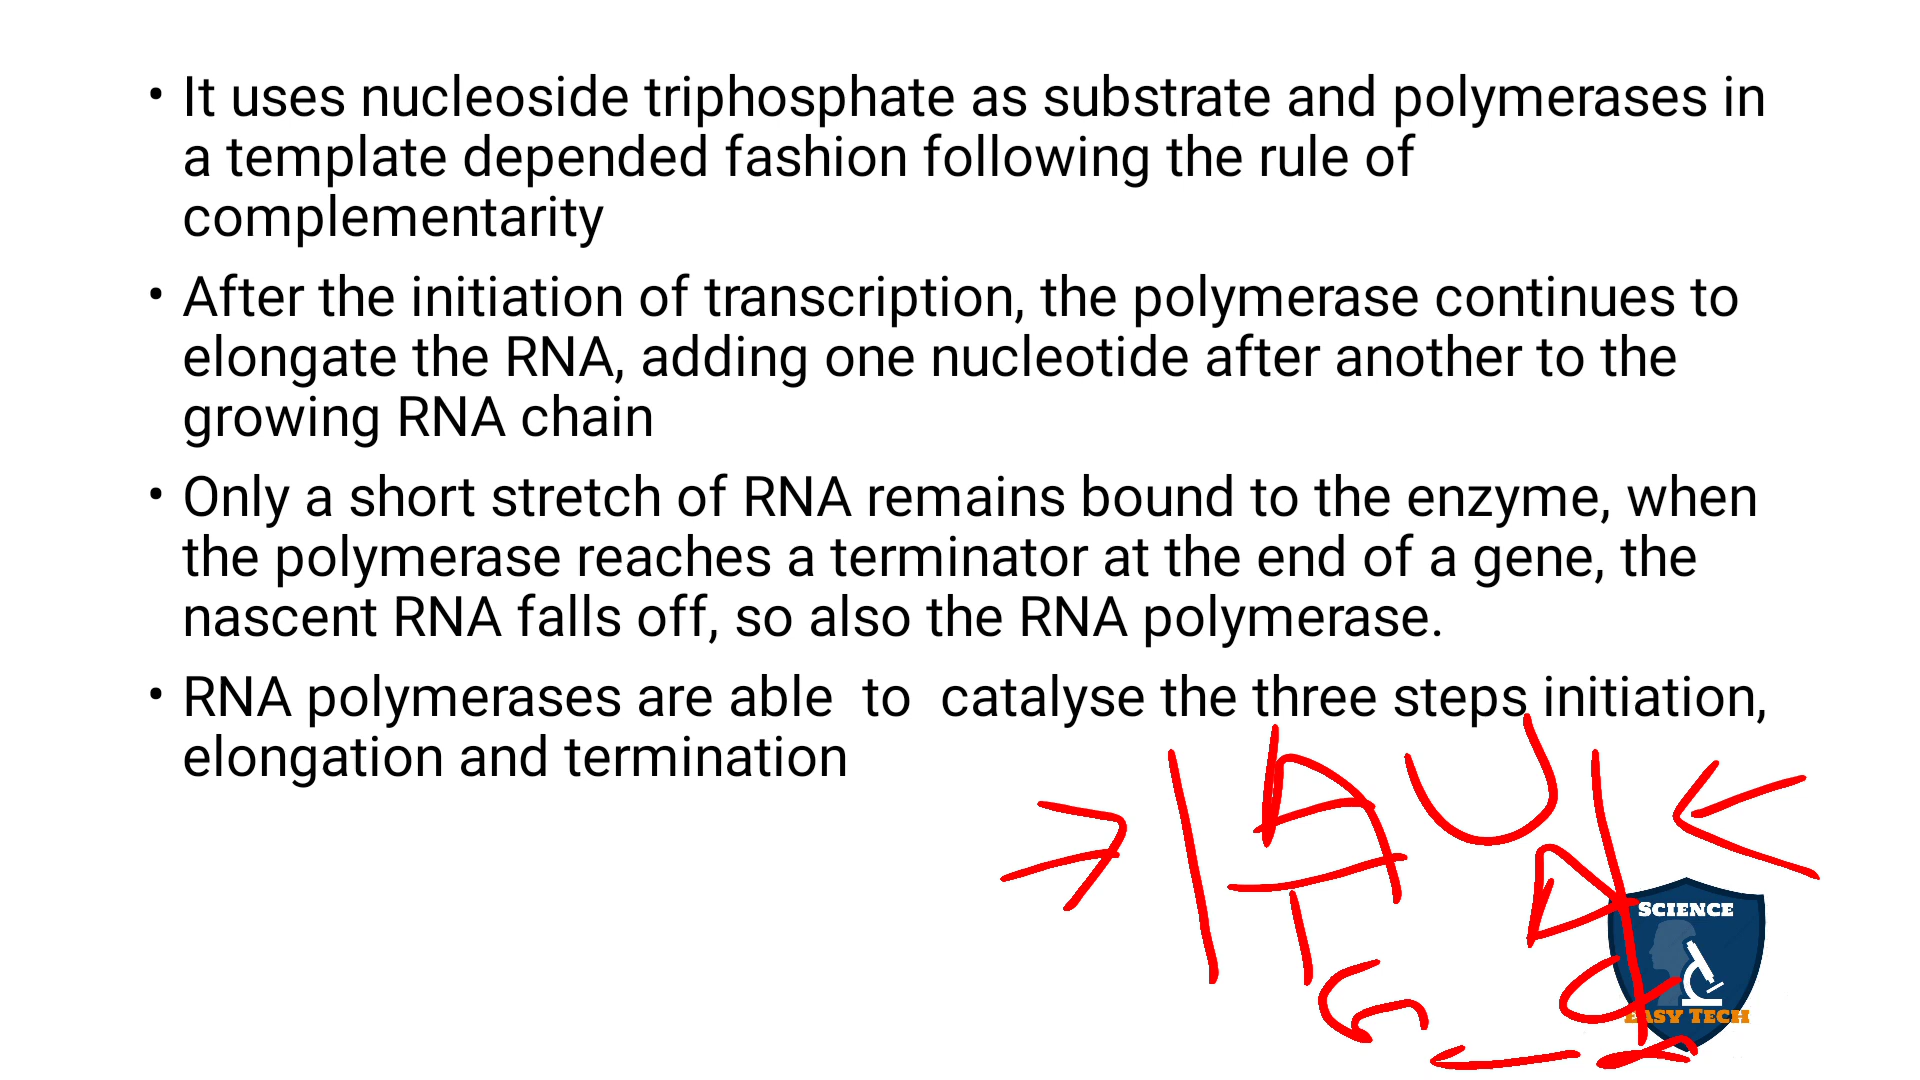 • It uses nucleoside triphosphate as substrate and polymerases in
a template depended fashion following the rule of
complementarity
• After the initiation of transcription, the polymerase continues to
elongate the RNA, adding one nucleotide after another to the
growing RNA chain
• Only a short stretch of RNA remains bound to the enzyme, when
the polymerase reaches a terminator at the end of a gene, the
nascent RNA falls off, so also the RNA polymerase.
• RNA polymerases are able to catalyse the three steps initiation,
elongation and termination
A U
T A
G C
SCIENCE
EASY TECH